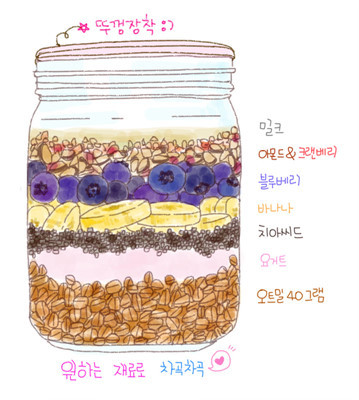 뚜껑장착 :)
밀크
아몬드&크랜베리
블루베리
바나나
치아씨드
요거트
오트밀 40그램
원하는 재료로 차곡차곡